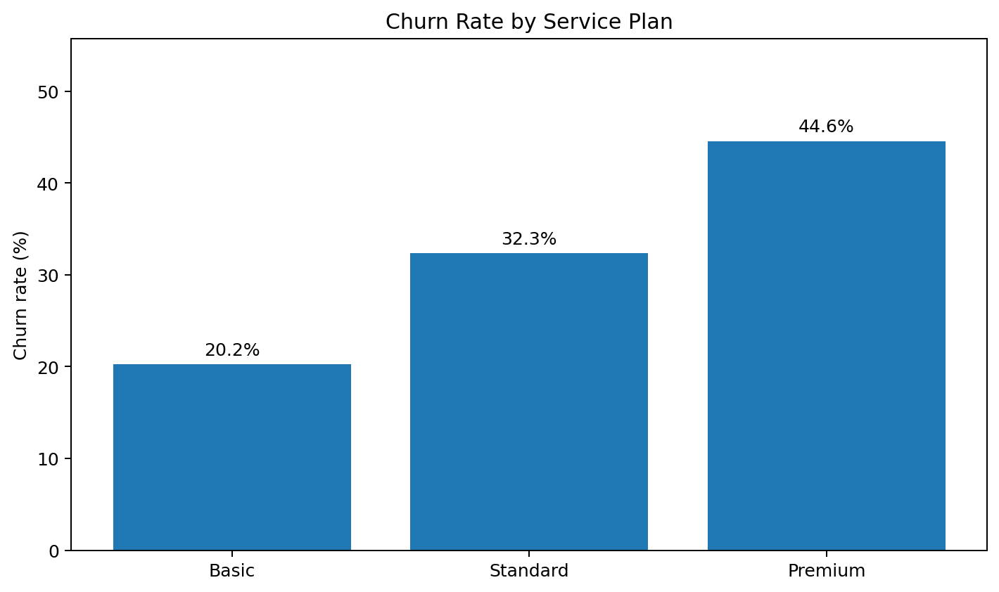 Churn Rate by Service Plan
Churn rate (%)
50
40
30
20
10
0
20.2%
32.3%
44.6%
Basic
Standard
Premium